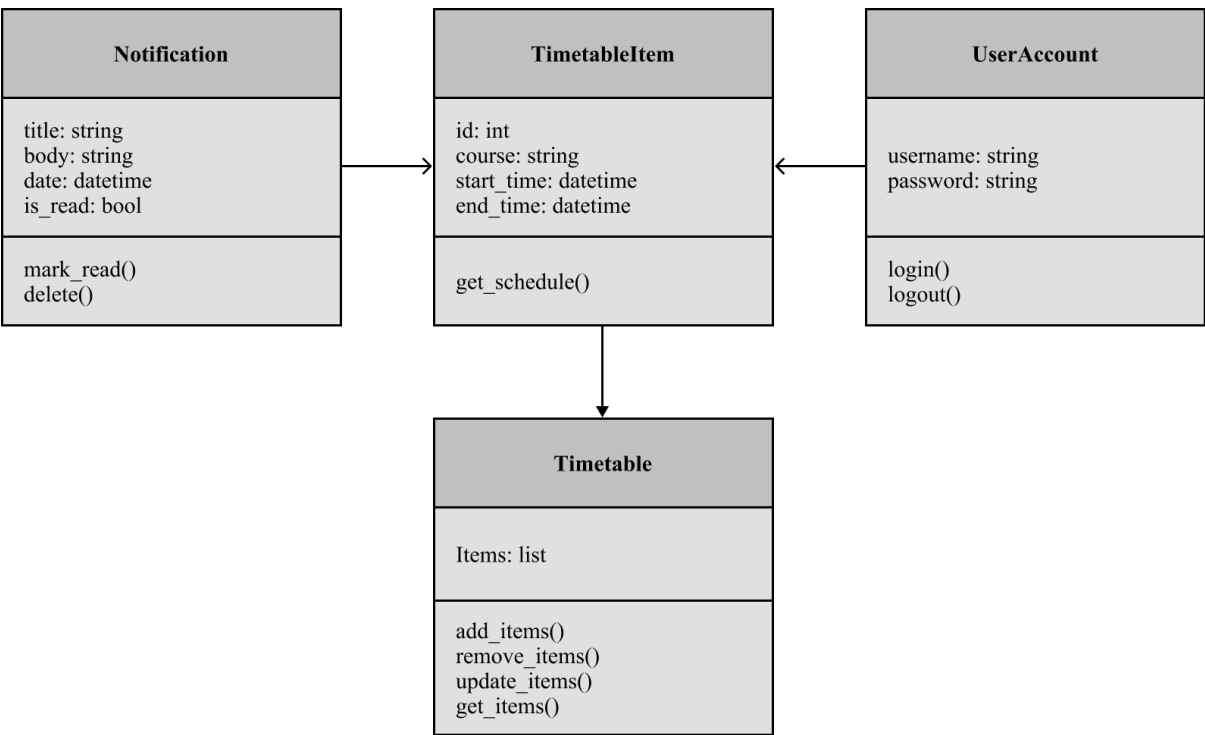 Notification
title: string
body: string
date: datetime
is_read: bool
mark_read()
delete()
TimetableItem
id: int
course: string
start_time: datetime
end_time: datetime
get_schedule()
UserAccount
username: string
password: string
login()
logout()
Timetable
Items: list
add_items()
remove_items()
update_items()
get_items()